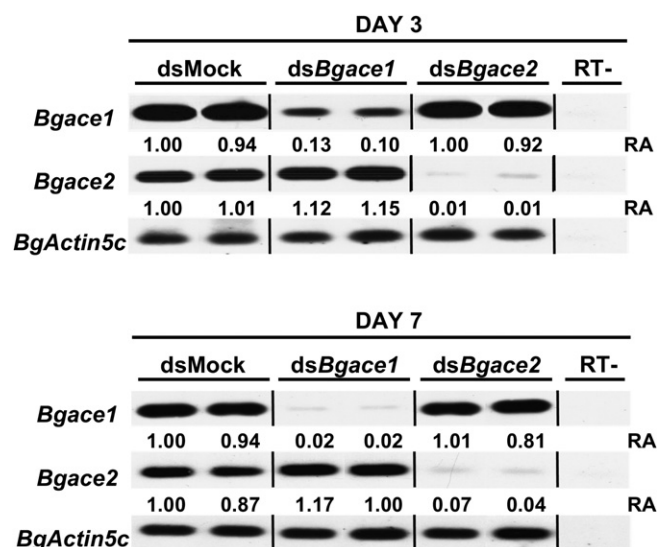 DAY 3
dsMock dsBgace1 dsBgace2 RT-
Bgace1
1.00 0.94 0.13 0.10 1.00 0.92 RA
Bgace2
1.00 1.01 1.12 1.15 0.01 0.01 RA
BgActin5c
DAY 7
dsMock dsBgace1 dsBgace2 RT-
Bgace1
1.00 0.94 0.02 0.02 1.01 0.81 RA
Bgace2
1.00 0.87 1.17 1.00 0.07 0.04 RA
BgActin5c